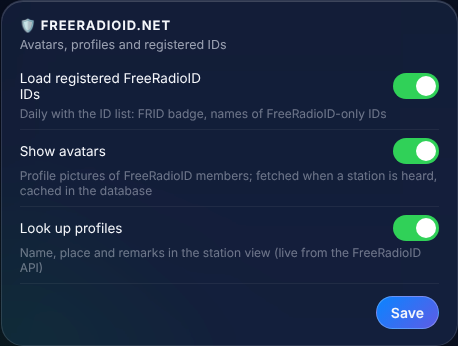 FREERADIOID.NET
Avatars, profiles and registered IDs
Load registered FreeRadioID
IDs
Daily with the ID list: FRID badge, names of FreeRadioID-only IDs
Show avatars
Profile pictures of FreeRadioID members; fetched when a station is heard,
cached in the database
Look up profiles
Name, place and remarks in the station view (live from the FreeRadioID
API)
Save